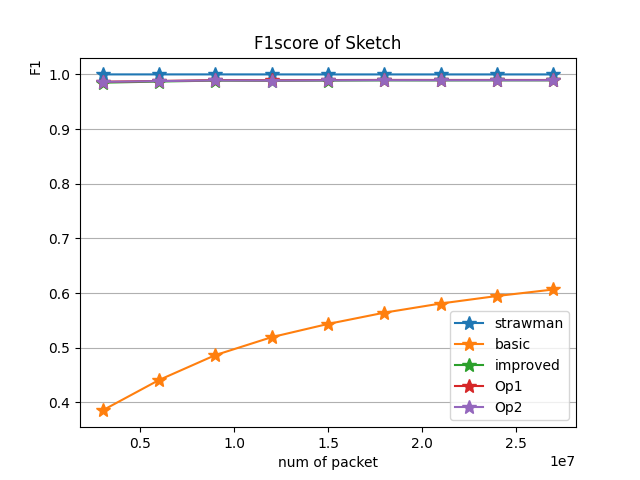 F1score of Sketch
F1
1.0
0.9
0.8
0.7
0.6
0.5
0.4
strawman
basic
improved
Op1
Op2
0.5 1.0 1.5 2.0 2.5
1e7
num of packet